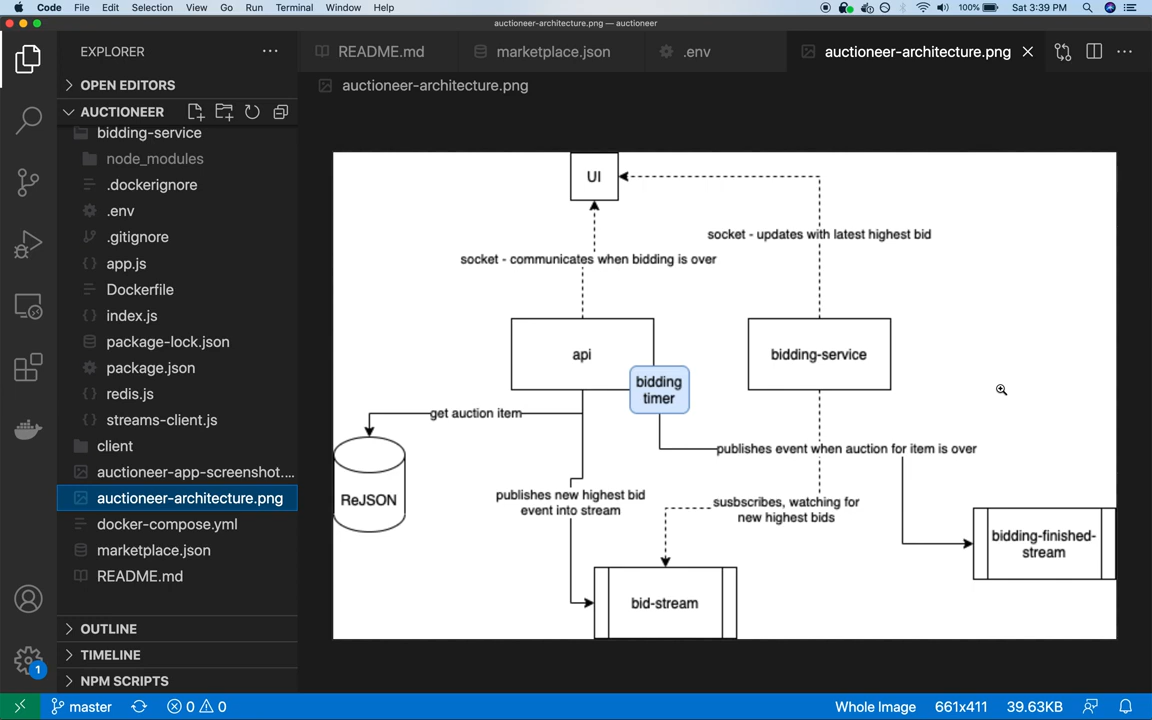 Code File Edit Selection View Go Run Terminal Window Help 100% Sat 3:39 PM
auctioneer-architecture.png — auctioneer
EXPLORER
OPEN EDITORS
AUCTIONEER
bidding-service
node_modules
.dockerignore
.env
.gitignore
app.js
Dockerfile
index.js
package-lock.json
package.json
redis.js
streams-client.js
client
auctioneer-app-screenshot....
auctioneer-architecture.png
docker-compose.yml
marketplace.json
README.md
OUTLINE
TIMELINE
NPM SCRIPTS
README.md marketplace.json .env auctioneer-architecture.png
auctioneer-architecture.png
UI
socket - updates with latest highest bid
socket - communicates when bidding is over
api
bidding-service
bidding
timer
get auction item
publishes event when auction for item is over
ReJSON
publishes new highest bid
event into stream
susbscribes, watching for
new highest bids
bidding-finished-
stream
bid-stream
1
master 0 0 Whole Image 661x411 39.63KB